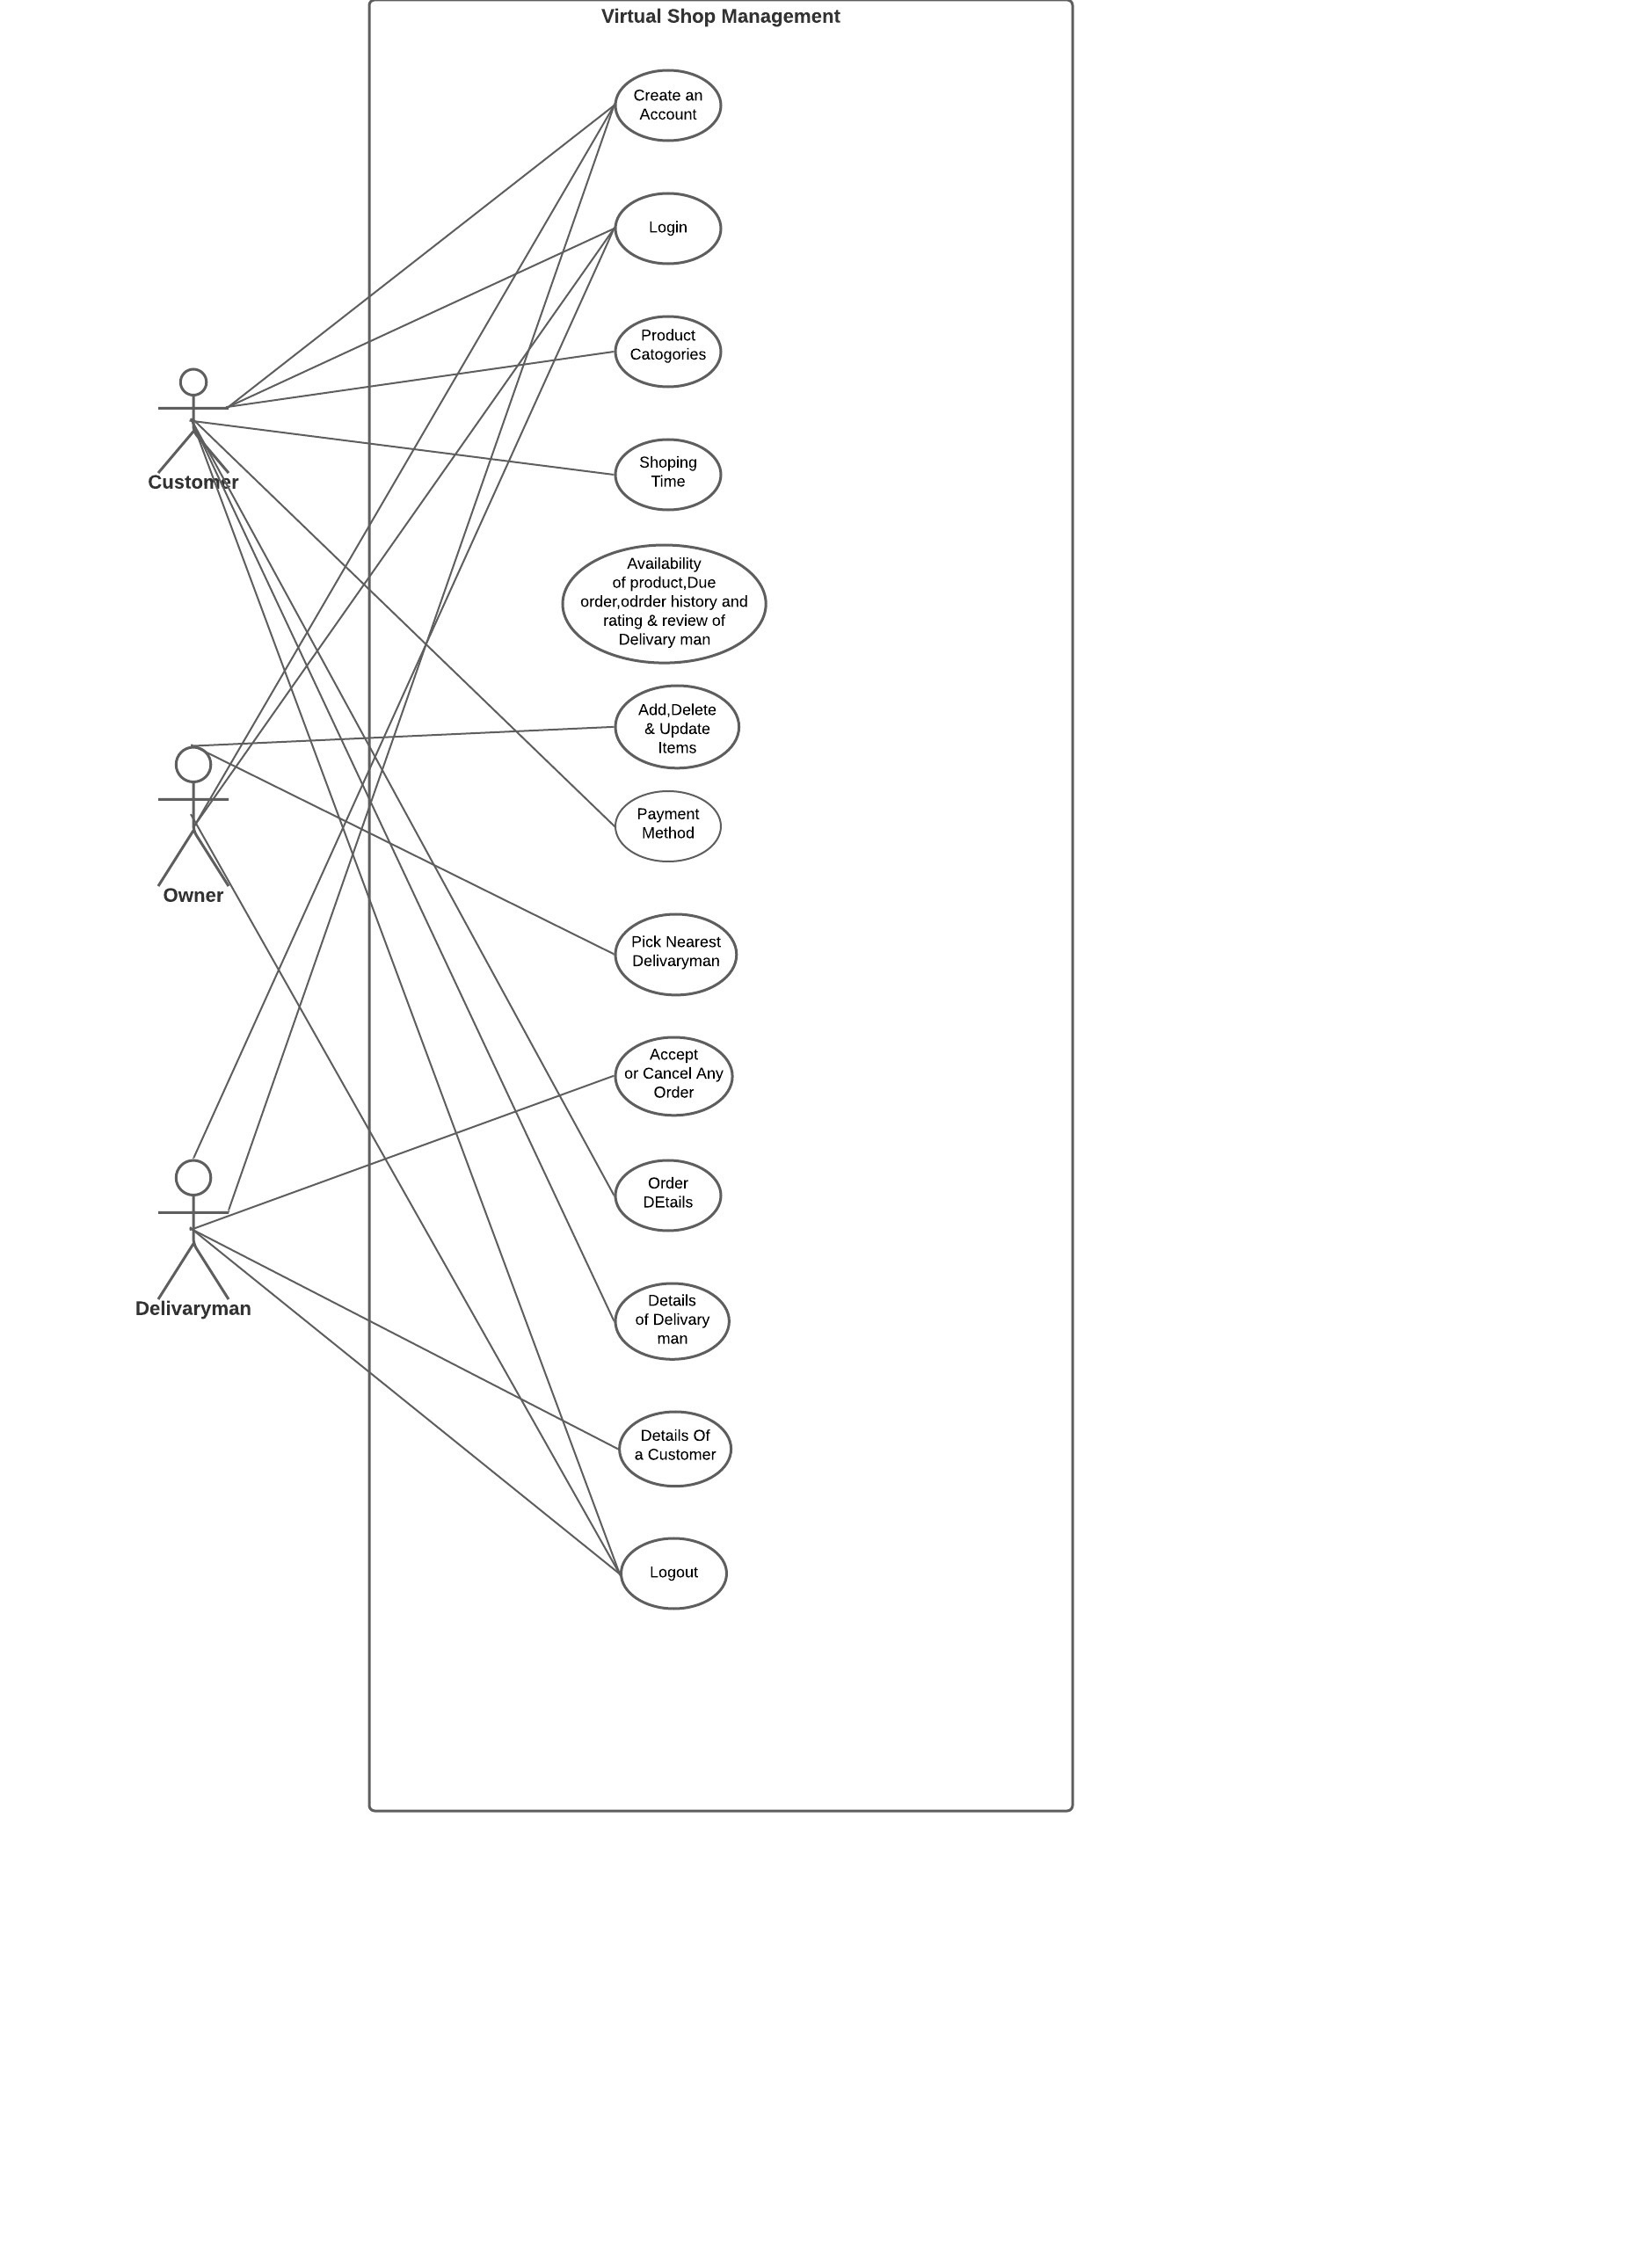 Virtual Shop Management
Create an
Account
Login
Product
Catogories
Customer
Shoping
Time
Availability
of product,Due
order,odrder history and
rating & review of
Delivary man
Add,Delete
& Update
Items
Payment
Method
Owner
Pick Nearest
Delivaryman
Accept
or Cancel Any
Order
Order
DEtails
Delivaryman
Details
of Delivary
man
Details Of
a Customer
Logout